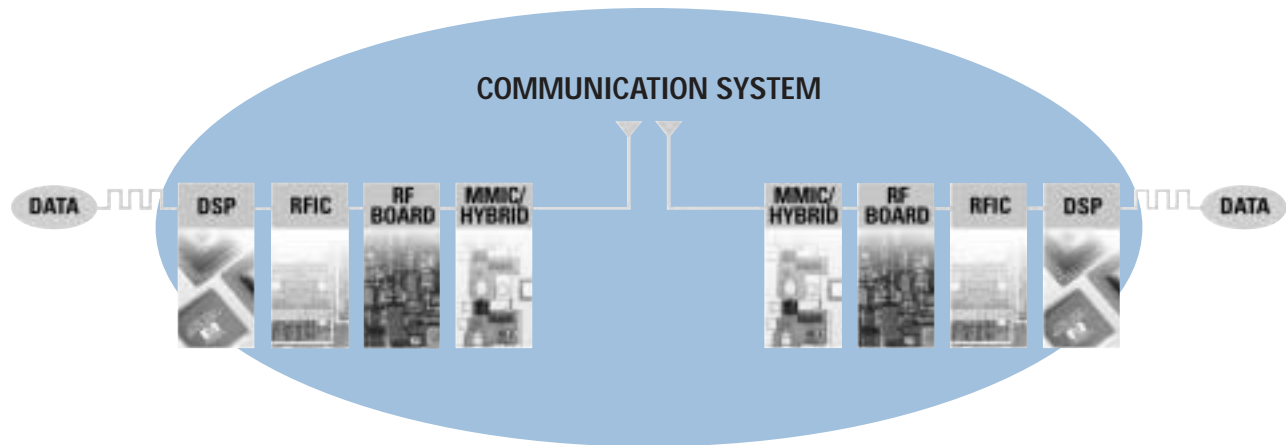 COMMUNICATION SYSTEM
DATA
DSP
RFIC
RF
BOARD
MMIC/
HYBRID
MMIC/
HYBRID
RF
BOARD
RFIC
DSP
DATA